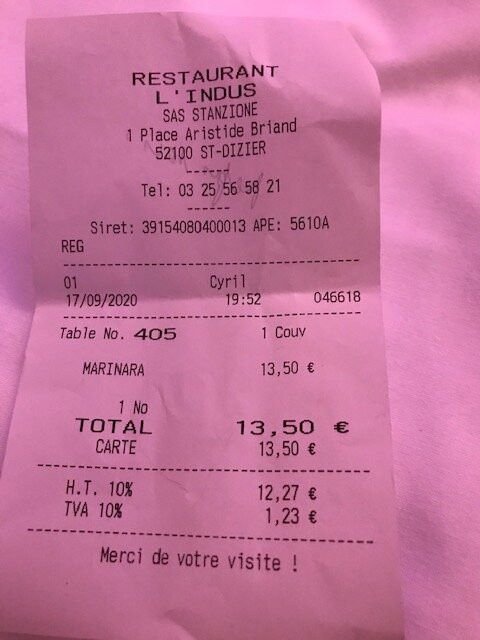 RESTAURANT
L'INDUS
SAS STANZIONE
1 Place Aristide Briand
52100 ST-DIZIER
------
Tel: 03 25 56 58 21
------
Siret: 39154080400013 APE: 5610A
REG
01 Cyril
17/09/2020 19:52 046618
Table No. 405 1 Couv
MARINARA 13,50 €
1 No
TOTAL 13,50 €
CARTE 13,50 €
H.T. 10% 12,27 €
TVA 10% 1,23 €
Merci de votre visite !